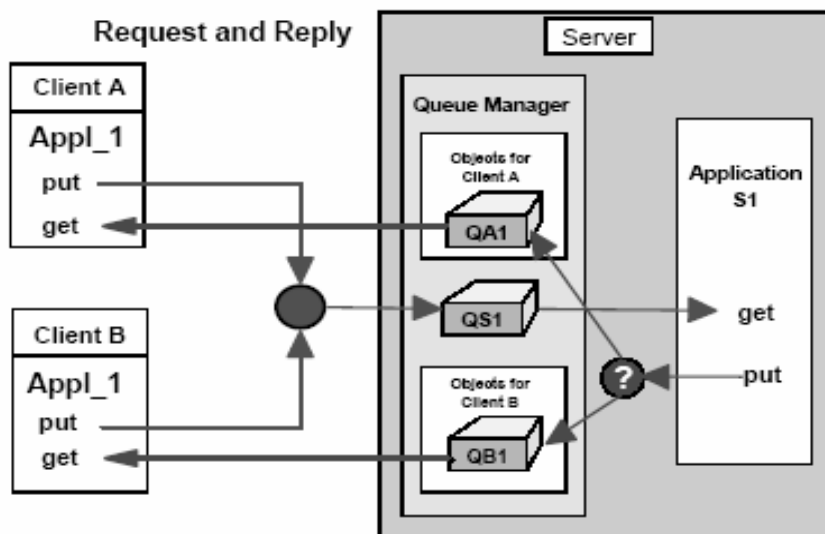 Request and Reply
Server
Client A
Appl_1
put
get
Client B
Appl_1
put
get
Queue Manager
Objects for
Client A
QA1
QS1
Objects for
Client B
QB1
Application
S1
get
put
?